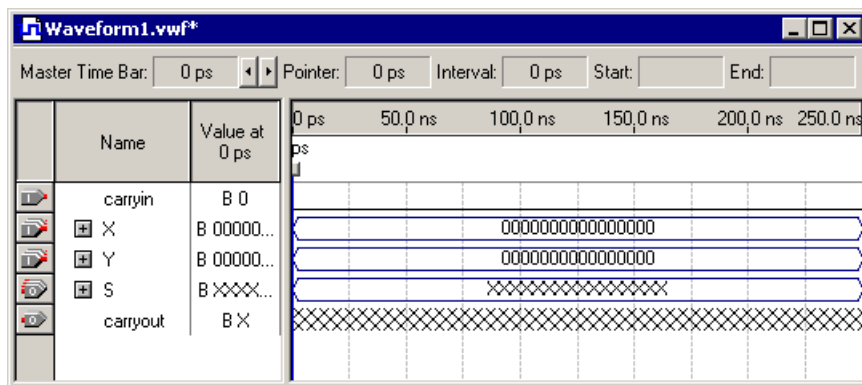 Waveform1.vwf*
Master Time Bar: 0 ps Pointer: 0 ps Interval: 0 ps Start: End:
Name Value at 0 ps 0 ps 50.0 ns 100.0 ns 150.0 ns 200.0 ns 250.0 ns
ps
carryin B 0
X B 00000... 0000000000000000
Y B 00000... 0000000000000000
S B XXXX... XXXXXXXXXXXXXXXX
carryout B X